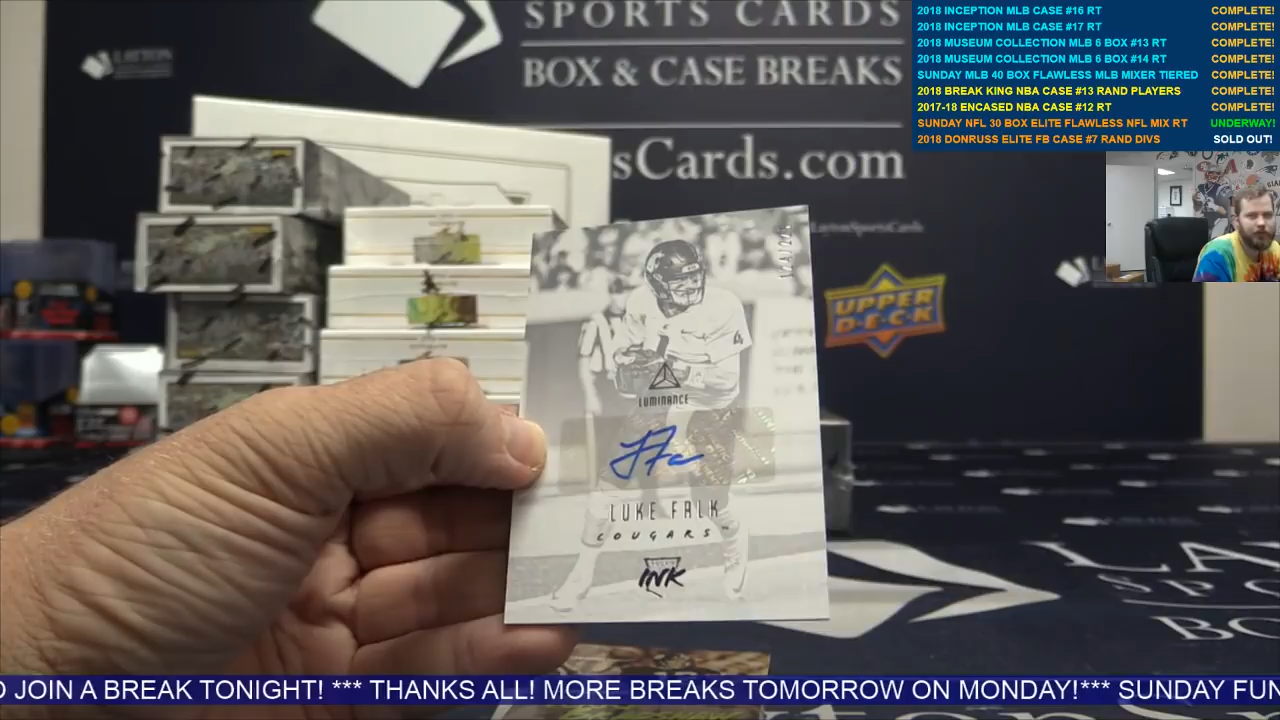 SPORTS CARDS
BOX & CASE BREAKS
sCards.com
LAYTON
UPPER
DECK
LUMINANCE
LUKE FALK
COUGARS
INK
2018 INCEPTION MLB CASE #16 RT COMPLETE!
2018 INCEPTION MLB CASE #17 RT COMPLETE!
2018 MUSEUM COLLECTION MLB 6 BOX #13 RT COMPLETE!
2018 MUSEUM COLLECTION MLB 6 BOX #14 RT COMPLETE!
SUNDAY MLB 40 BOX FLAWLESS MLB MIXER TIERED COMPLETE!
2018 BREAK KING NBA CASE #13 RAND PLAYERS COMPLETE!
2017-18 ENCASED NBA CASE #12 RT COMPLETE!
SUNDAY NFL 30 BOX ELITE FLAWLESS NFL MIX RT UNDERWAY!
2018 DONRUSS ELITE FB CASE #7 RAND DIVS SOLD OUT!
LaytonSportsCards
LAY
SPO
BO
O JOIN A BREAK TONIGHT! *** THANKS ALL! MORE BREAKS TOMORROW ON MONDAY!*** SUNDAY FUN